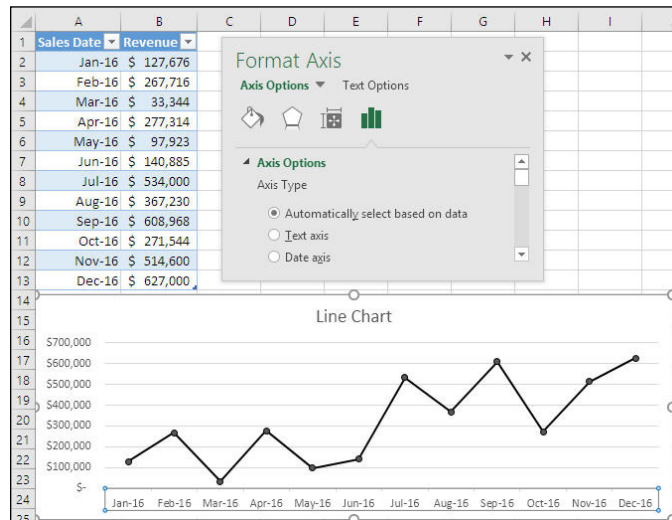 A B C D E F G H I
1 Sales Date Revenue
2 Jan-16 $ 127,676
3 Feb-16 $ 267,716
4 Mar-16 $ 33,344
5 Apr-16 $ 277,314
6 May-16 $ 97,923
7 Jun-16 $ 140,885
8 Jul-16 $ 534,000
9 Aug-16 $ 367,230
10 Sep-16 $ 608,968
11 Oct-16 $ 271,544
12 Nov-16 $ 514,600
13 Dec-16 $ 627,000
Format Axis
Axis Options Text Options
Axis Options
Axis Type
Automatically select based on data
Text axis
Date axis
14
15
16
17
18
19
20
21
22
23
24
25
Line Chart
$700,000
$600,000
$500,000
$400,000
$300,000
$200,000
$100,000
$-
Jan-16 Feb-16 Mar-16 Apr-16 May-16 Jun-16 Jul-16 Aug-16 Sep-16 Oct-16 Nov-16 Dec-16